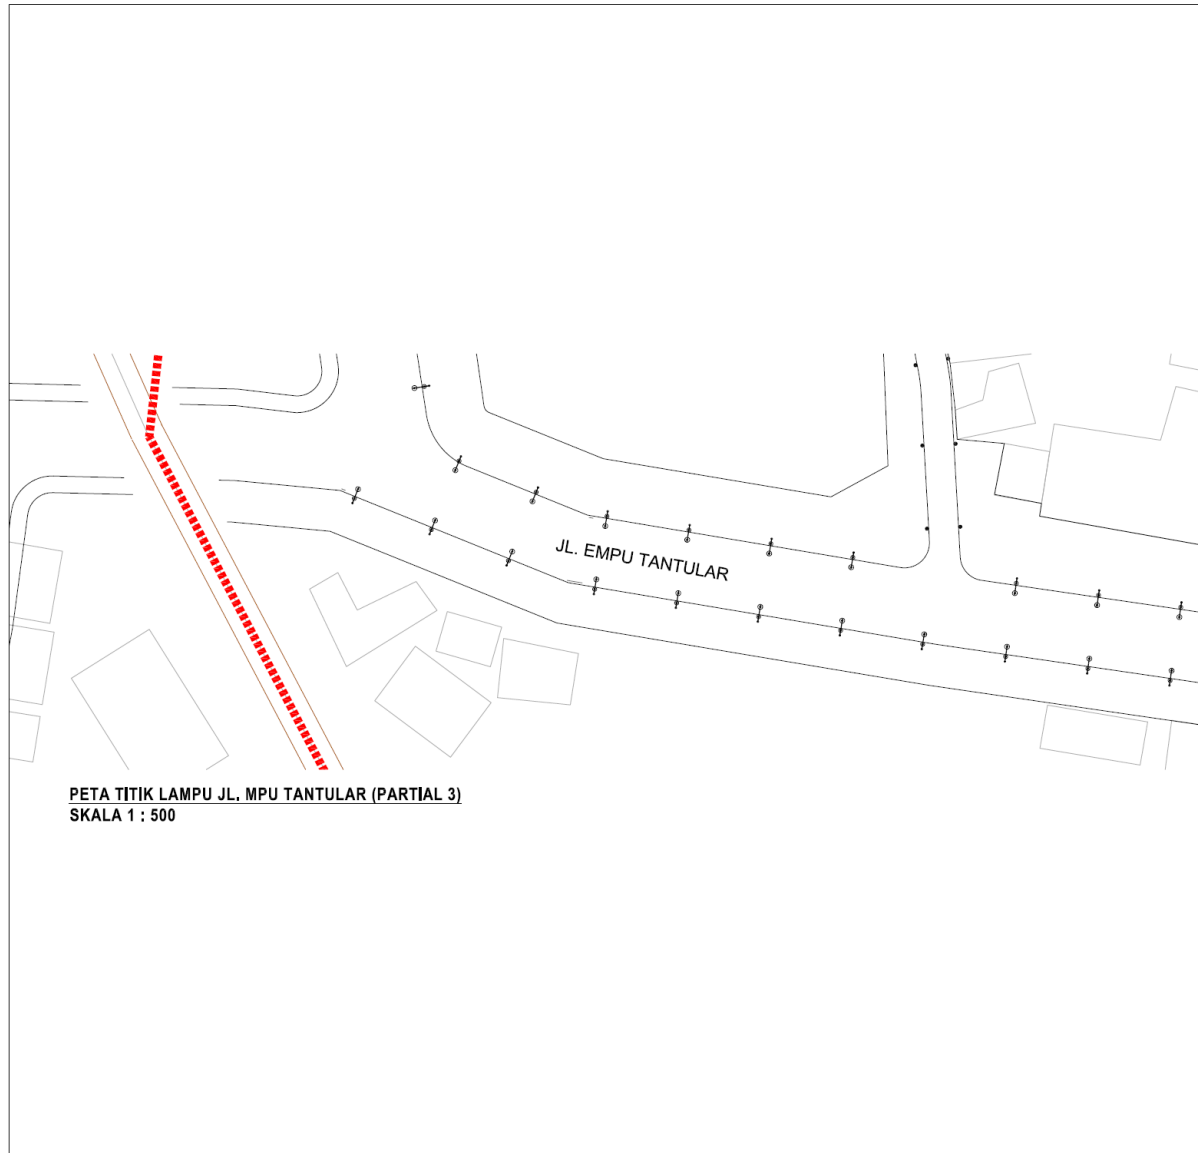 JL. EMPU TANTULAR
PETA TITIK LAMPU JL. MPU TANTULAR (PARTIAL 3)
SKALA 1 : 500